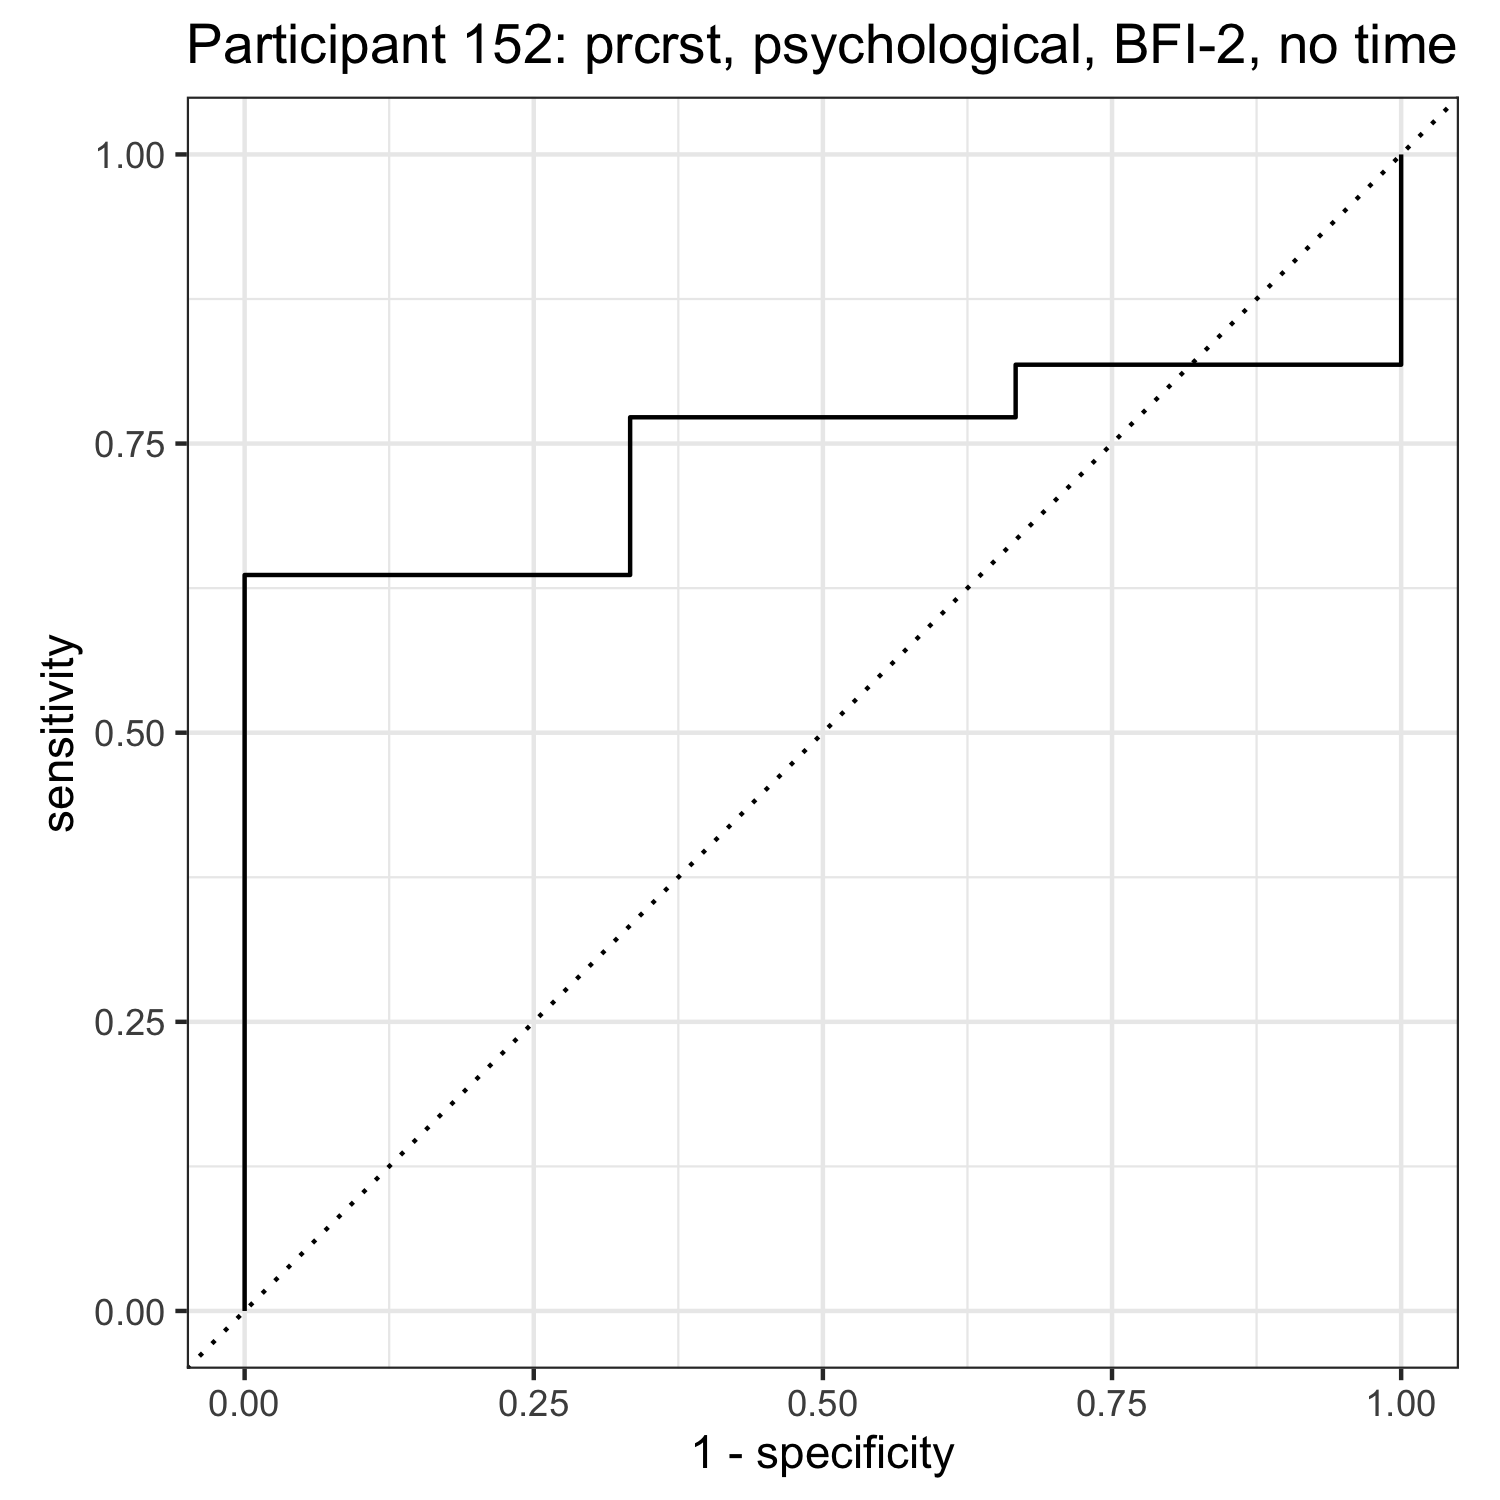 Participant 152: prcrst, psychological, BFI-2, no time
1.00
0.75
0.50
0.25
0.00
sensitivity
0.00 0.25 0.50 0.75 1.00
1 - specificity